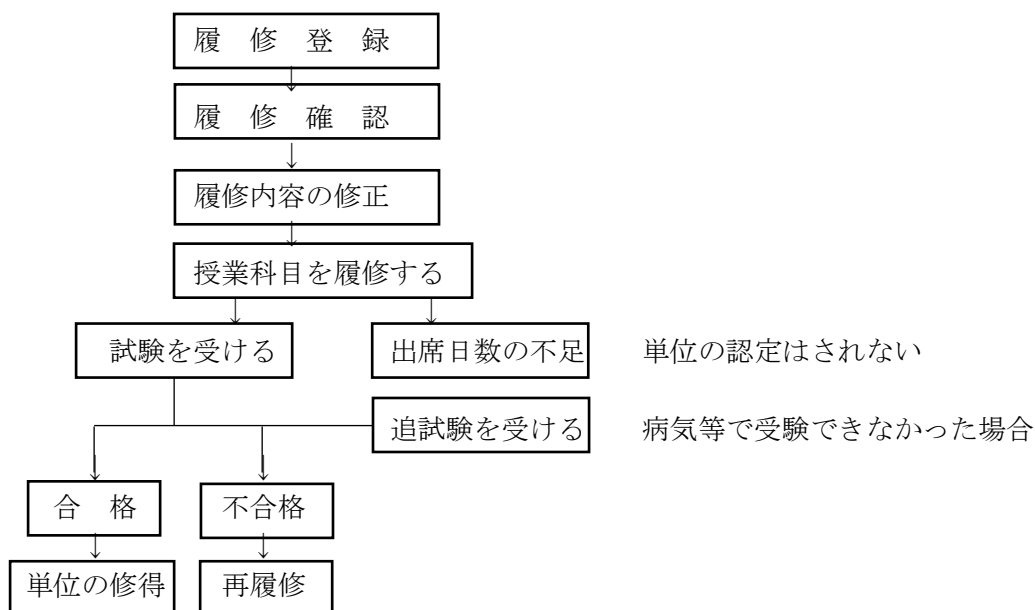 履　修　登　録
履　修　確　認
履修内容の修正
授業科目を履修する
試験を受ける
出席日数の不足
単位の認定はされない
追試験を受ける
病気等で受験できなかった場合
合　格
不合格
単位の修得
再履修